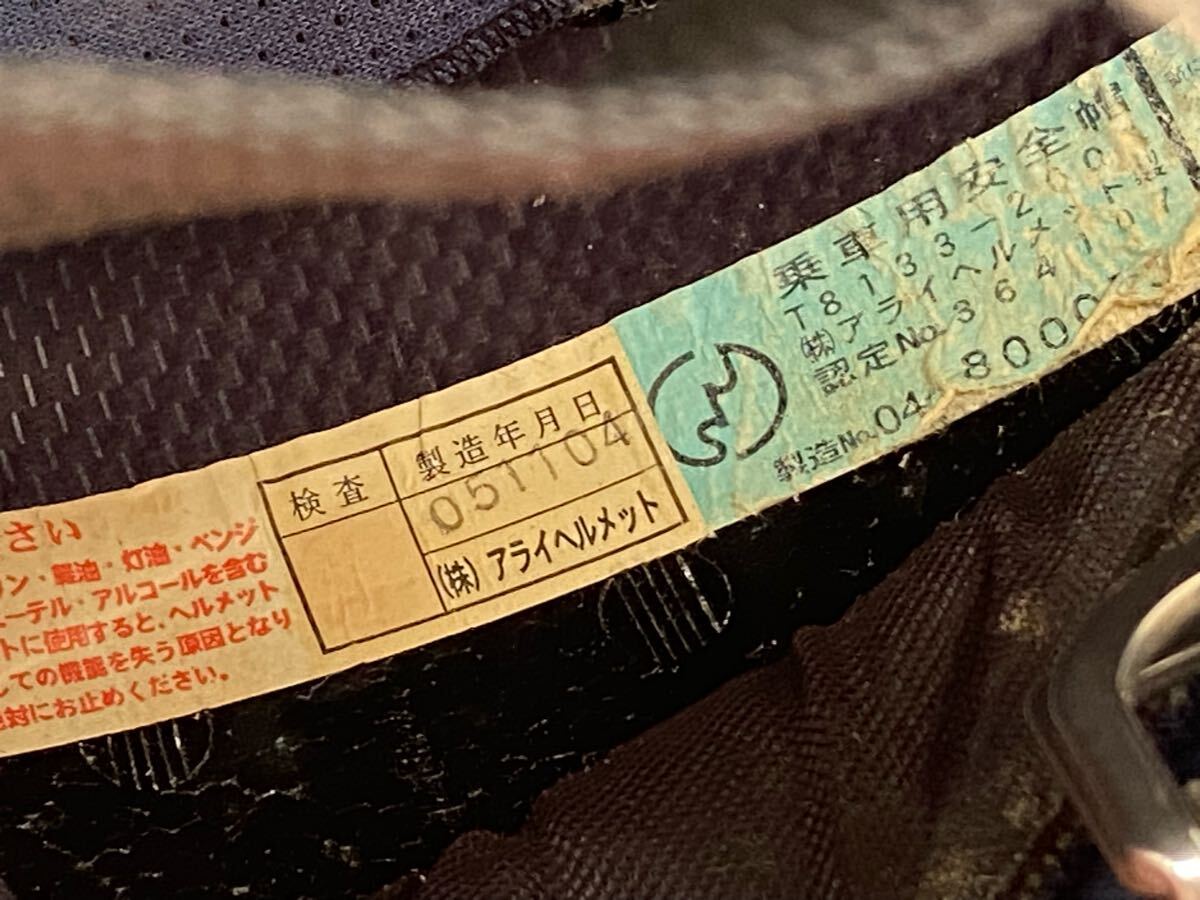 さい
ン・軽油・灯油・ベンジ
ーテル・アルコールを含む
トに使用すると、ヘルメット
しての機能を失う原因となり
絶対にお止めください。
検査
製造年月日
051104
(株) アライヘルメット
乗車用安全帽
T8133-2000
(株)アライヘルメット
認定No.364107
製造No.04 8000